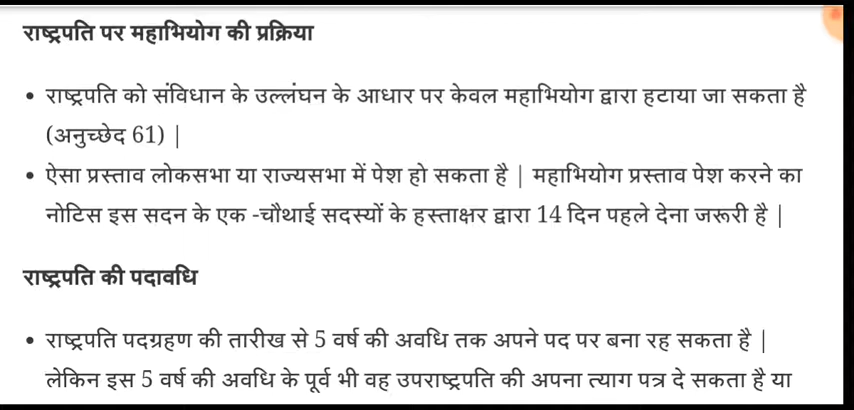 राष्ट्रपति पर महाभियोग की प्रक्रिया
• राष्ट्रपति को संविधान के उल्लंघन के आधार पर केवल महाभियोग द्वारा हटाया जा सकता है
(अनुच्छेद 61) |
• ऐसा प्रस्ताव लोकसभा या राज्यसभा में पेश हो सकता है | महाभियोग प्रस्ताव पेश करने का
नोटिस इस सदन के एक -चौथाई सदस्यों के हस्ताक्षर द्वारा 14 दिन पहले देना जरूरी है |
राष्ट्रपति की पदावधि
• राष्ट्रपति पदग्रहण की तारीख से 5 वर्ष की अवधि तक अपने पद पर बना रह सकता है |
लेकिन इस 5 वर्ष की अवधि के पूर्व भी वह उपराष्ट्रपति की अपना त्याग पत्र दे सकता है या